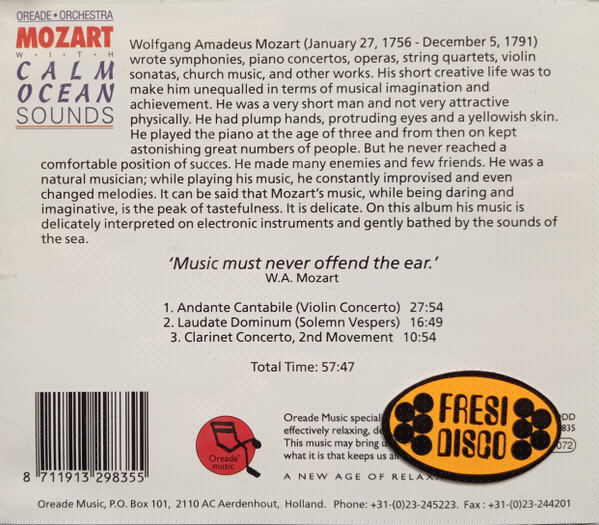 OREADE • ORCHESTRA
MOZART
W • I • T • H
CALM
OCEAN
SOUNDS
Wolfgang Amadeus Mozart (January 27, 1756 - December 5, 1791)
wrote symphonies, piano concertos, operas, string quartets, violin
sonatas, church music, and other works. His short creative life was to
make him unequalled in terms of musical imagination and
achievement. He was a very short man and not very attractive
physically. He had plump hands, protruding eyes and a yellowish skin.
He played the piano at the age of three and from then on kept
astonishing great numbers of people. But he never reached a
comfortable position of succes. He made many enemies and few friends. He was a
natural musician; while playing his music, he constantly improvised and even
changed melodies. It can be said that Mozart's music, while being daring and
imaginative, is the peak of tastefulness. It is delicate. On this album his music is
delicately interpreted on electronic instruments and gently bathed by the sounds of
the sea.
'Music must never offend the ear.'
W.A. Mozart
1. Andante Cantabile (Violin Concerto) 27:54
2. Laudate Dominum (Solemn Vespers) 16:49
3. Clarinet Concerto, 2nd Movement 10:54
Total Time: 57:47
8 711913 298355
Oreade
music
Oreade Music special
effectively relaxing, de
This music may bring
what it is that keeps us
A NEW AGE OF RELAX
DDD
FRESI
DISCO
Oreade Music, P.O. Box 101, 2110 AC Aerdenhout, Holland. Phone: +31-(0)23-245223. Fax : +31-(0)23-244201